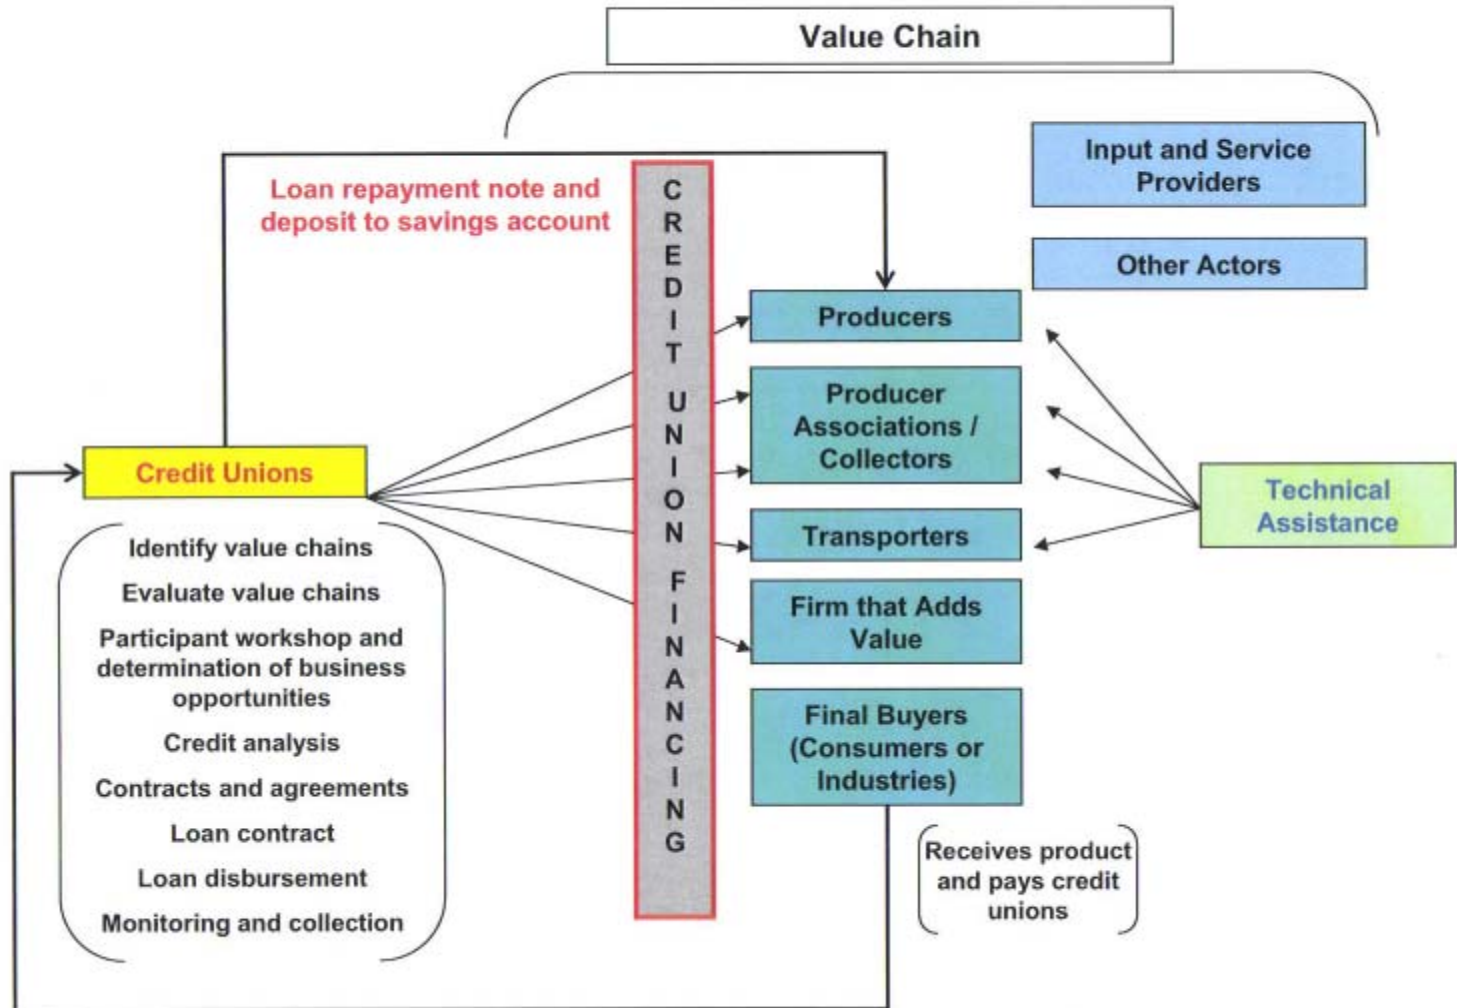 Value Chain
Input and Service
Providers
Other Actors
Loan repayment note and
deposit to savings account
CREDIT UNION FINANCING
Producers
Producer
Associations /
Collectors
Transporters
Firm that Adds
Value
Final Buyers
(Consumers or
Industries)
Receives product
and pays credit
unions
Technical
Assistance
Credit Unions
Identify value chains
Evaluate value chains
Participant workshop and
determination of business
opportunities
Credit analysis
Contracts and agreements
Loan contract
Loan disbursement
Monitoring and collection